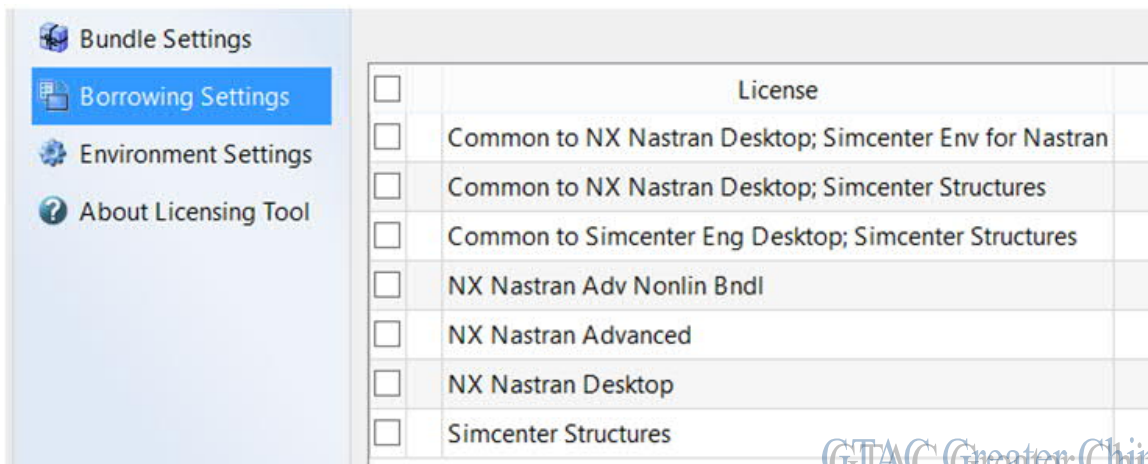 Bundle Settings
Borrowing Settings
Environment Settings
About Licensing Tool
License
Common to NX Nastran Desktop; Simcenter Env for Nastran
Common to NX Nastran Desktop; Simcenter Structures
Common to Simcenter Eng Desktop; Simcenter Structures
NX Nastran Adv Nonlin Bndl
NX Nastran Advanced
NX Nastran Desktop
Simcenter Structures
GTAC Greater